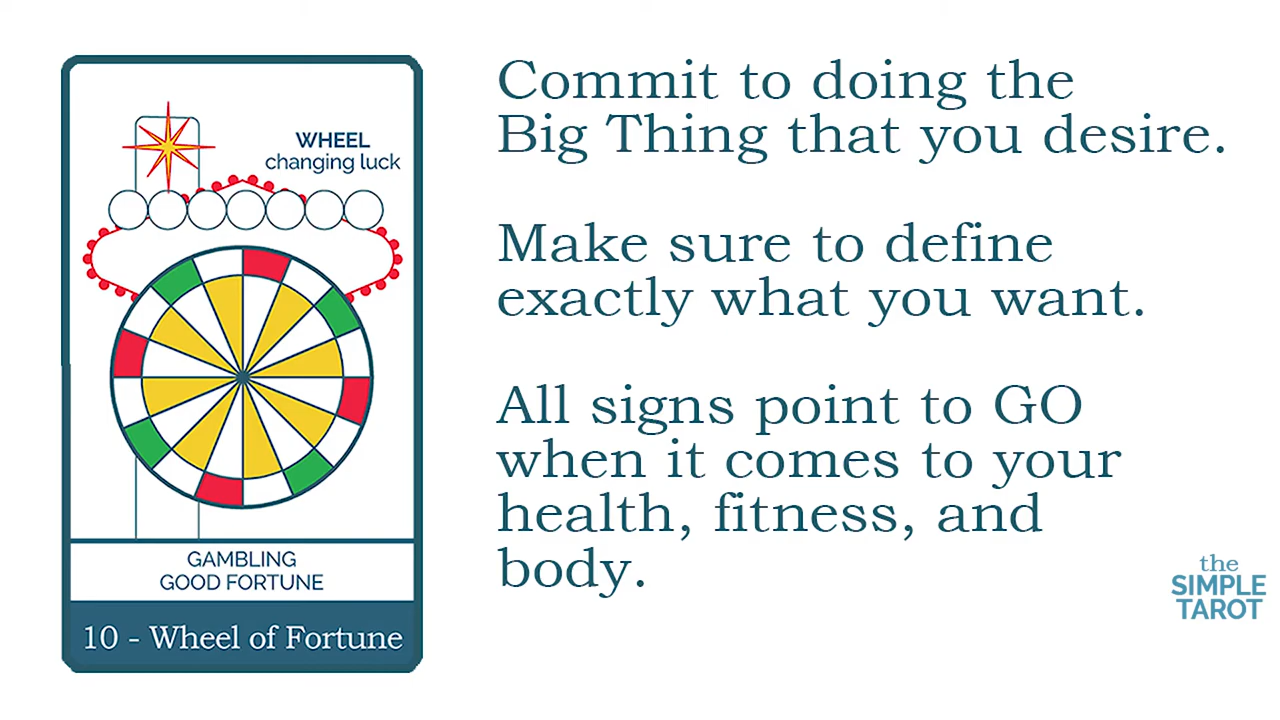 WHEEL
changing luck
GAMBLING
GOOD FORTUNE
10 - Wheel of Fortune
Commit to doing the
Big Thing that you desire.
Make sure to define
exactly what you want.
All signs point to GO
when it comes to your
health, fitness, and
body.
the
SIMPLE
TAROT